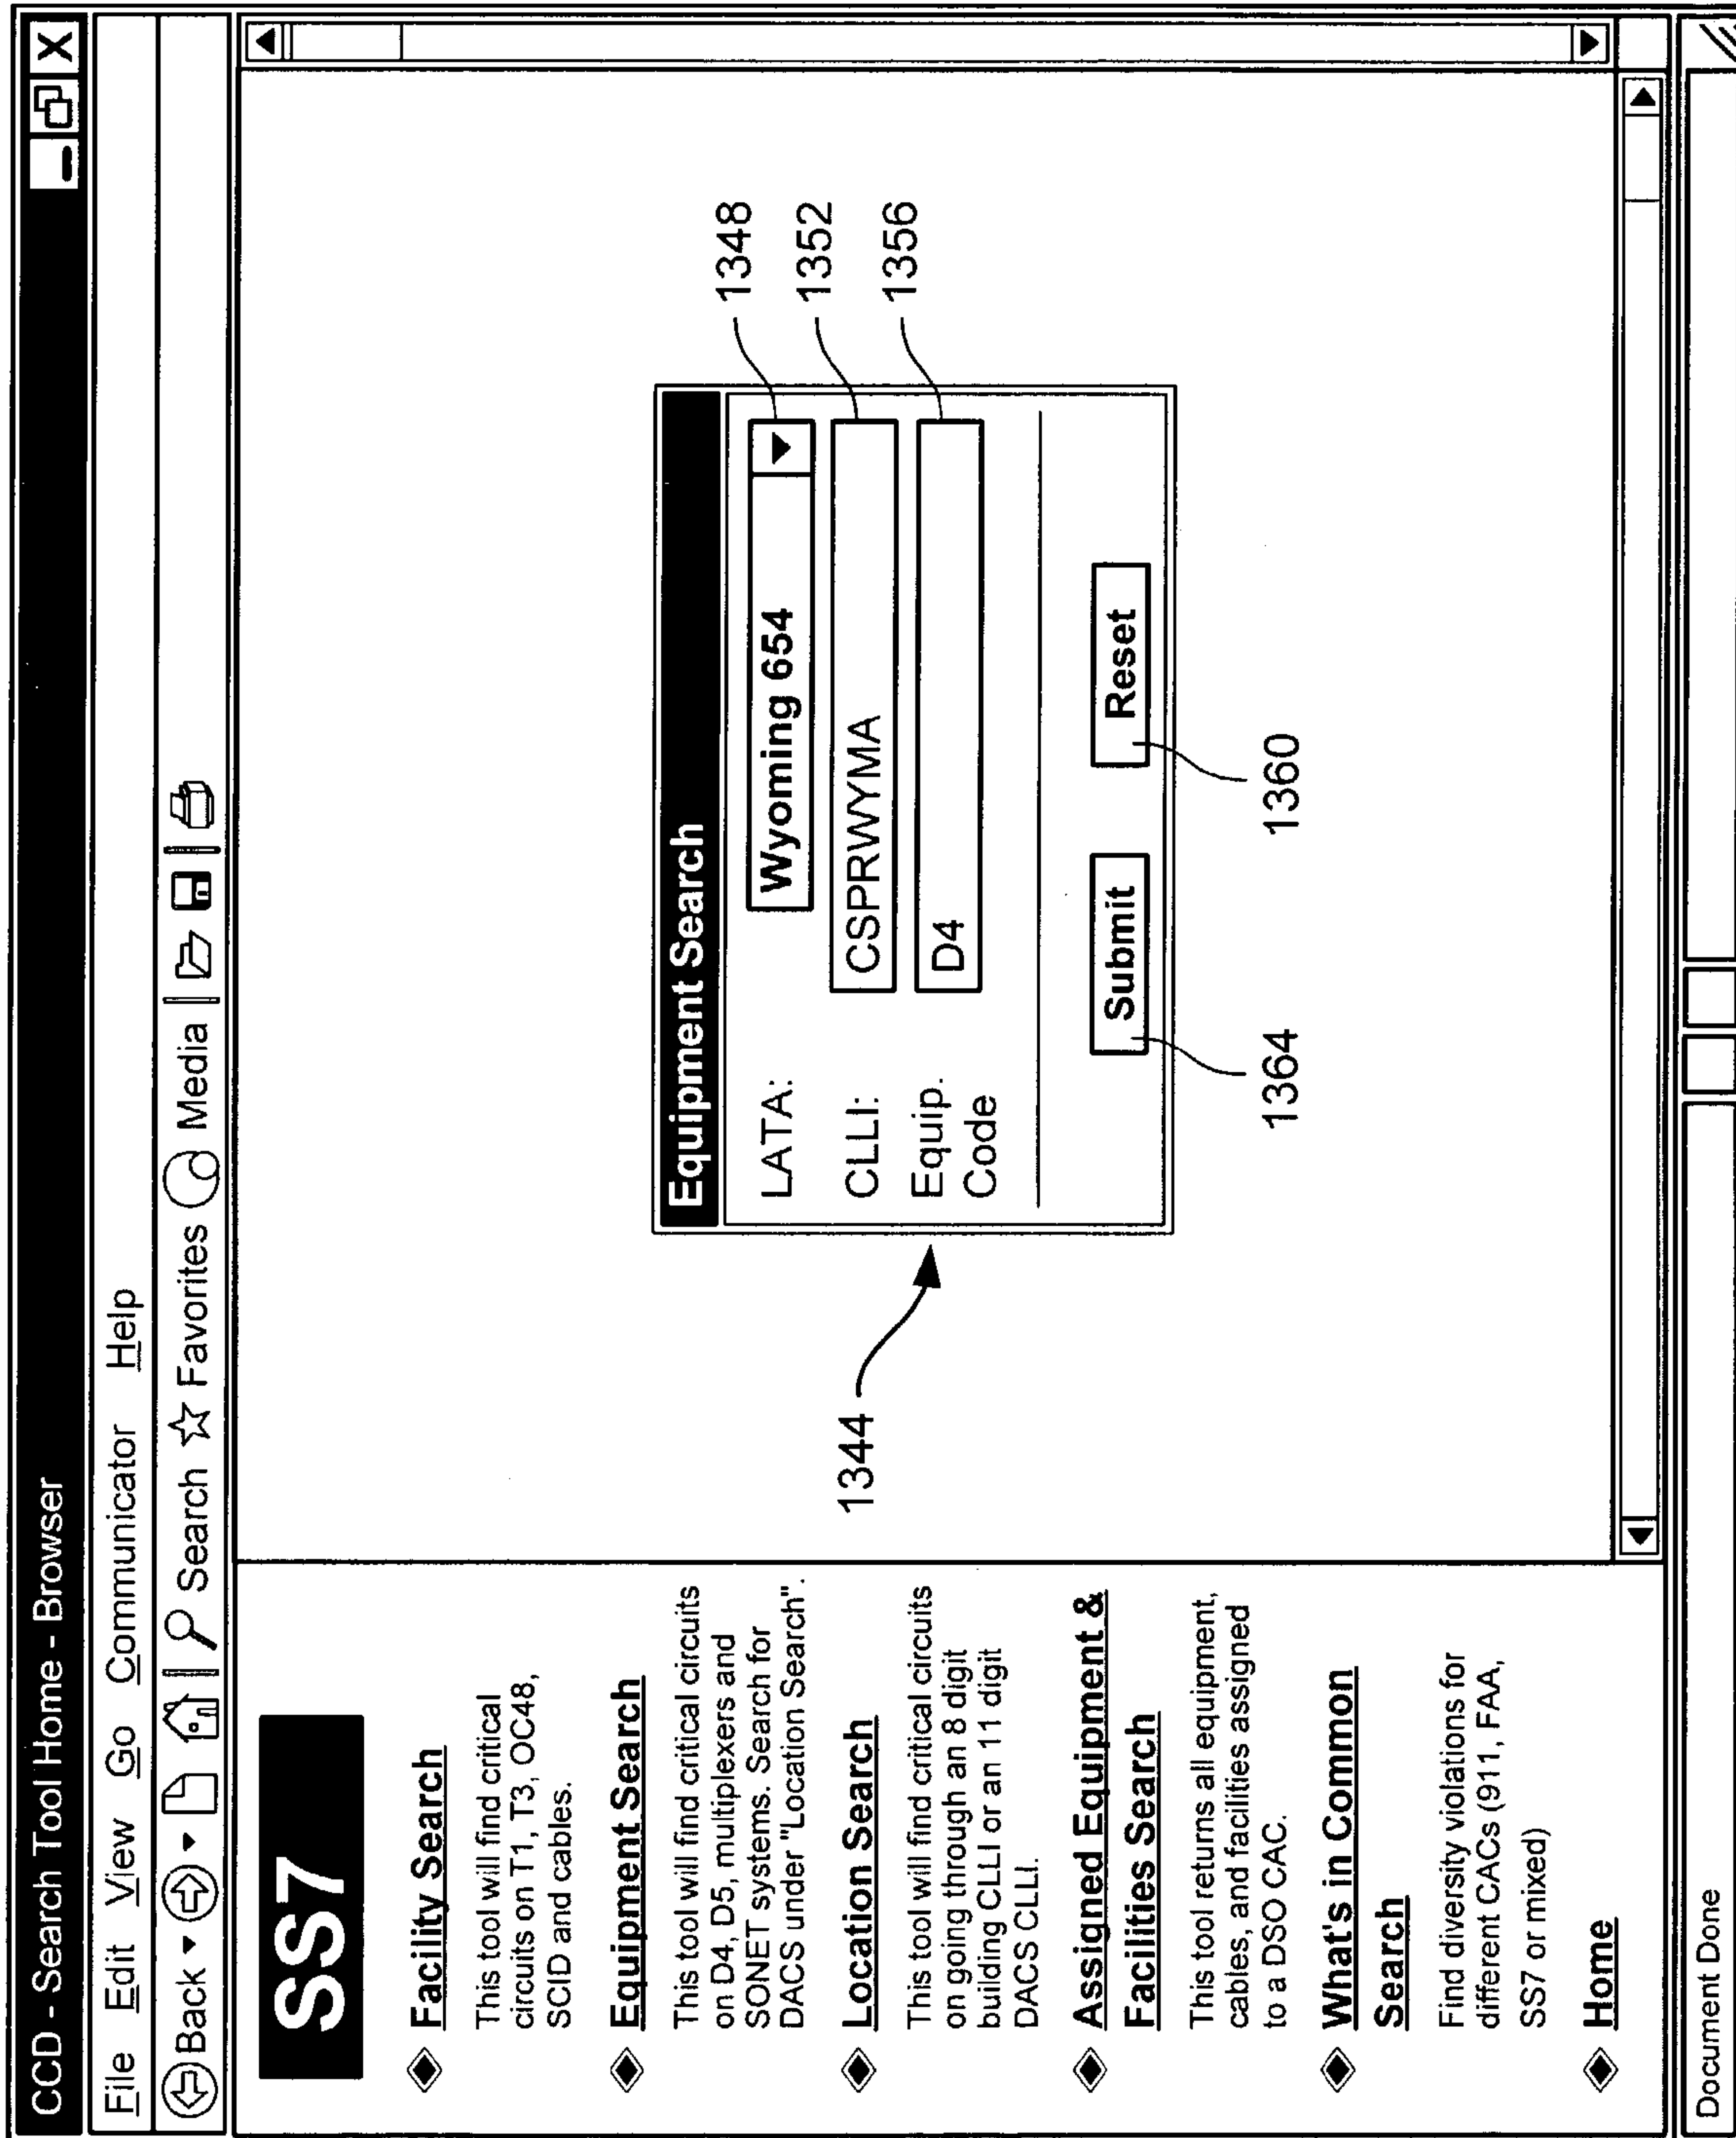 CCD - Search Tool Home - Browser
File Edit View Go Communicator Help
Back Search Favorites Media
SS7
Facility Search
This tool will find critical
circuits on T1, T3, OC48,
SCID and cables.
Equipment Search
This tool will find critical circuits
on D4, D5, multiplexers and
SONET systems. Search for
DACS under "Location Search".
Location Search
This tool will find critical circuits
on going through an 8 digit
building CLLI or an 11 digit
DACS CLLI.
Assigned Equipment &
Facilities Search
This tool returns all equipment,
cables, and facilities assigned
to a DSO CAC.
What's in Common
Search
Find diversity violations for
different CACs (911, FAA,
SS7 or mixed)
Home
1344
Equipment Search
LATA: Wyoming 654
1348
CLLI: CSPRWYMA
1352
Equip.
Code
D4
1356
Submit Reset
1364
1360
Document Done